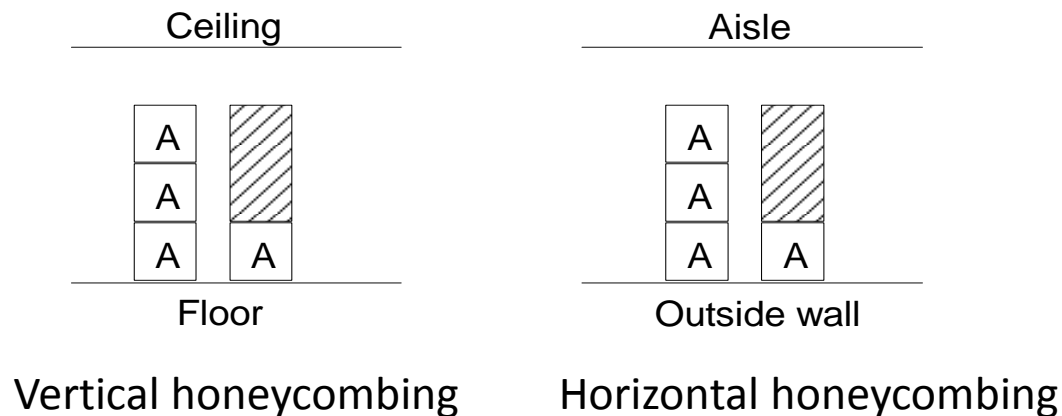 Ceiling
A
A
A A
Floor
Vertical honeycombing
Aisle
A
A
A A
Outside wall
Horizontal honeycombing